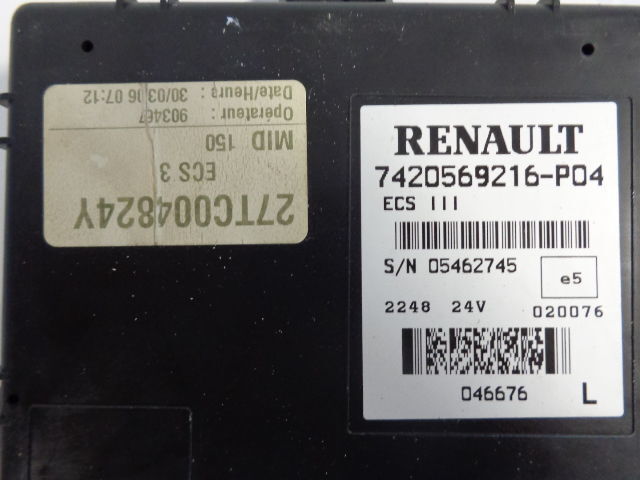 RENAULT
7420569216-P04
ECS III
S/N 05462745
e5
2248 24V 020076
046676 L
27TC004824Y
ECS 3
MID 150
Opérateur : 903467
Date/Heure : 30/03/06 07:12